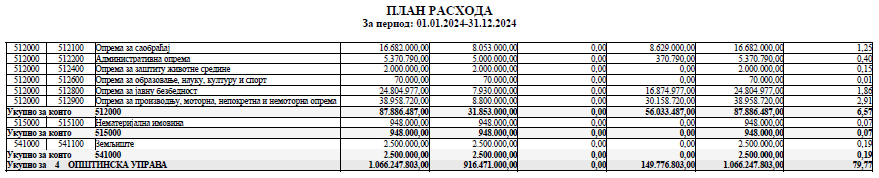 ПЛАН РАСХОДА
За период: 01.01.2024-31.12.2024
512000 512100 Опрема за саобраћај 16.682.000,00 8.053.000,00 0,00 8.629.000,00 16.682.000,00 1,25
512000 512200 Административна опрема 5.370.790,00 5.000.000,00 0,00 370.790,00 5.370.790,00 0,40
512000 512400 Опрема за заштиту животне средине 2.000.000,00 2.000.000,00 0,00 0,00 2.000.000,00 0,15
512000 512600 Опрема за образовање, науку, културу и спорт 70.000,00 70.000,00 0,00 0,00 70.000,00 0,01
512000 512800 Опрема за јавну безбедност 24.804.977,00 7.930.000,00 0,00 16.874.977,00 24.804.977,00 1,86
512000 512900 Опрема за производњу, моторна, непокретна и немоторна опрема 38.958.720,00 8.800.000,00 0,00 30.158.720,00 38.958.720,00 2,91
Укупно за конто 512000 87.886.487,00 31.853.000,00 0,00 56.033.487,00 87.886.487,00 6,57
515000 515100 Нематеријална имовина 948.000,00 948.000,00 0,00 0,00 948.000,00 0,07
Укупно за конто 515000 948.000,00 948.000,00 0,00 0,00 948.000,00 0,07
541000 541100 Земљиште 2.500.000,00 2.500.000,00 0,00 0,00 2.500.000,00 0,19
Укупно за конто 541000 2.500.000,00 2.500.000,00 0,00 0,00 2.500.000,00 0,19
Укупно за 4 ОПШТИНСКА УПРАВА 1.066.247.803,00 916.471.000,00 0,00 149.776.803,00 1.066.247.803,00 79,77